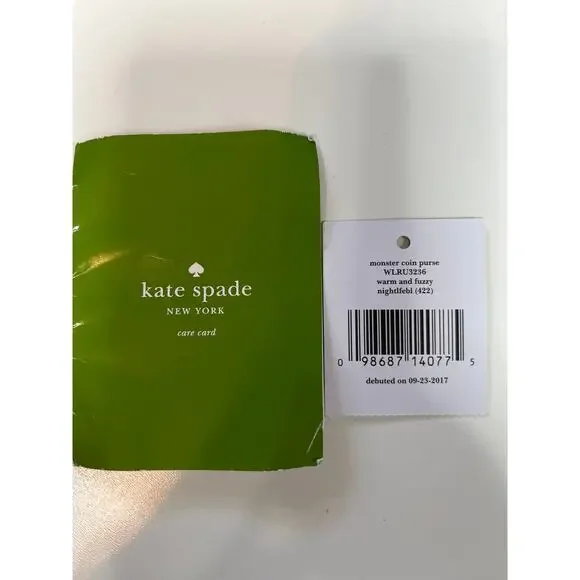 kate spade
NEW YORK
care card
monster coin purse
WLRU3236
warm and fuzzy
nightlfebl (422)
0 98687 14077 5
debuted on 09-23-2017